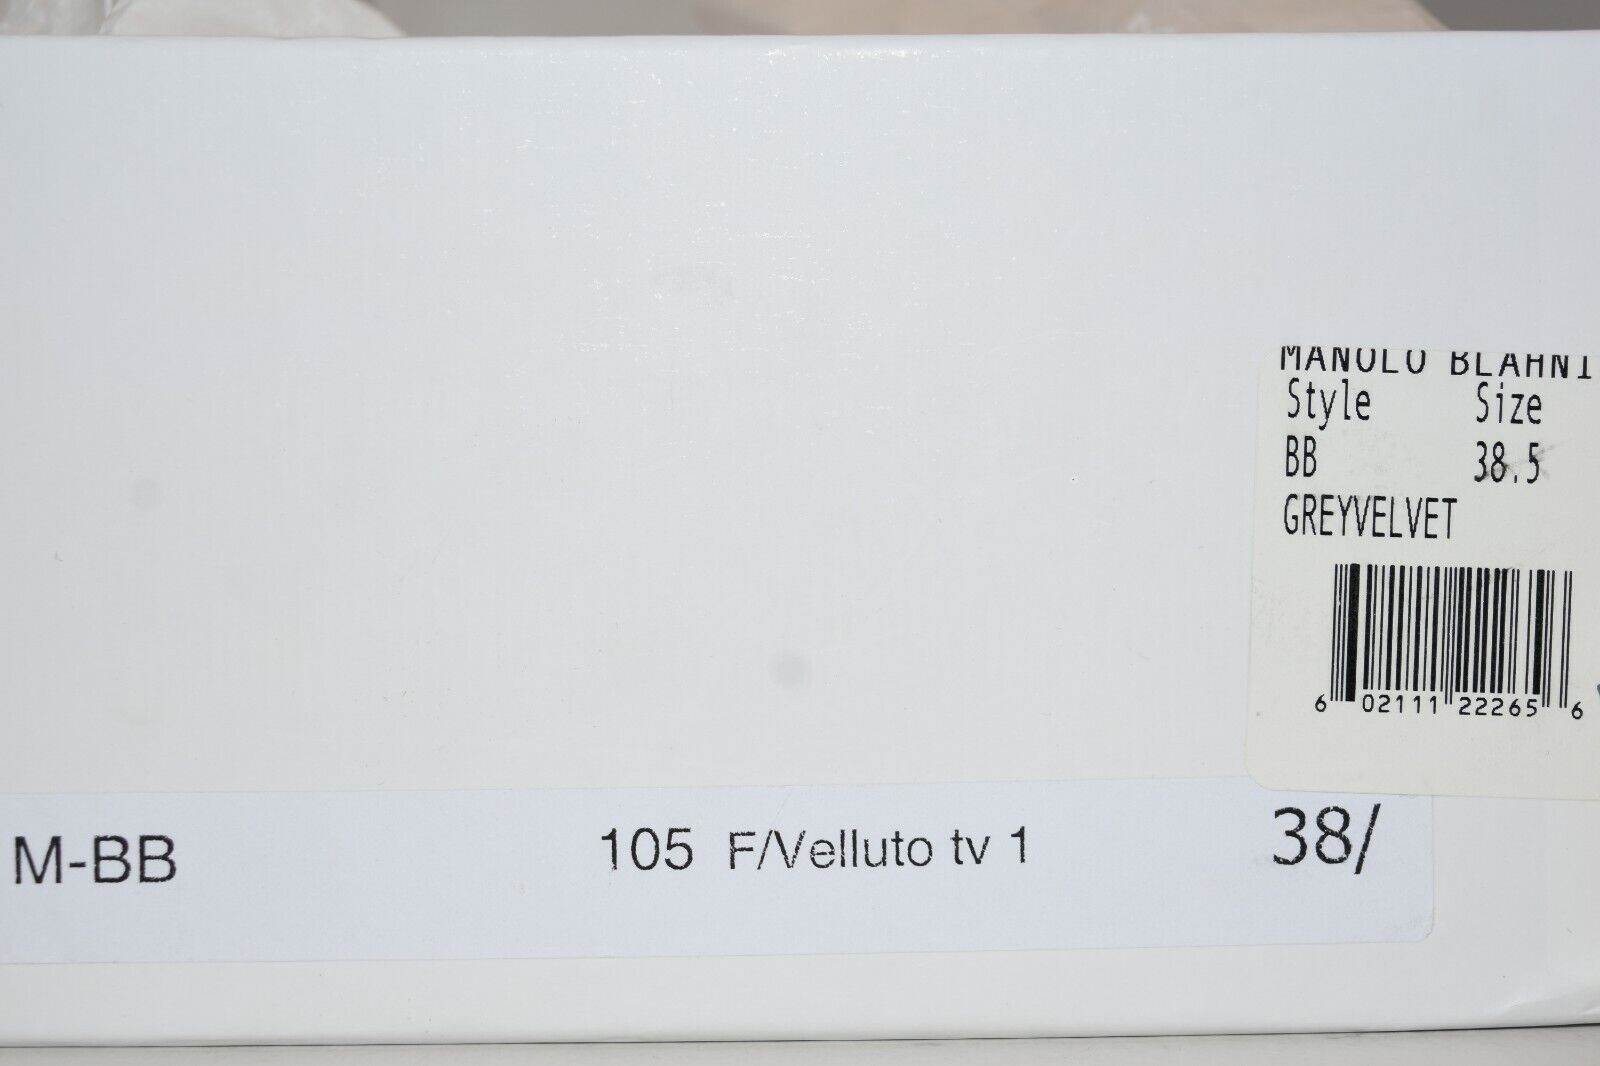 MANOLO BLAHNI
Style Size
BB 38.5
GREYVELVET
6 02111 22265 6
M-BB 105 F/Velluto tv 1 38/